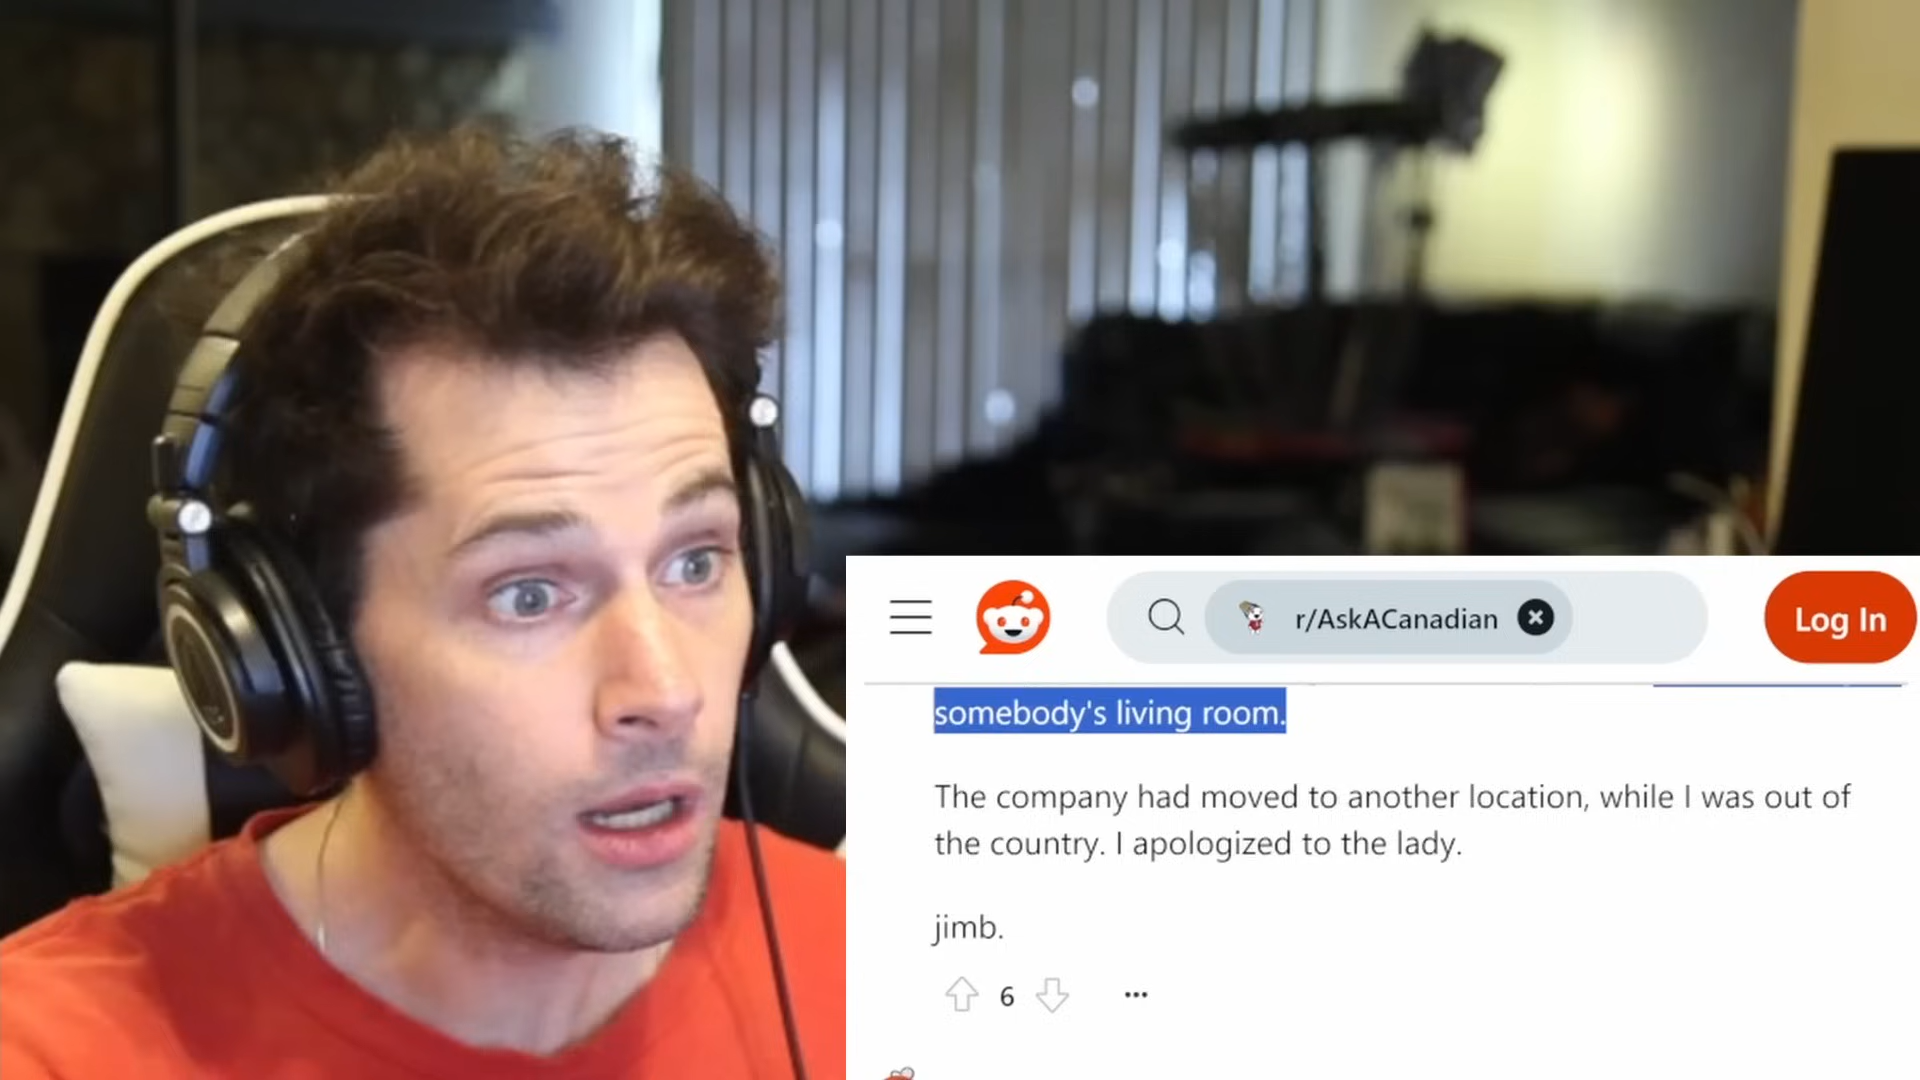 r/AskACanadian
Log In
somebody's living room.
The company had moved to another location, while I was out of
the country. I apologized to the lady.
jimb.
6